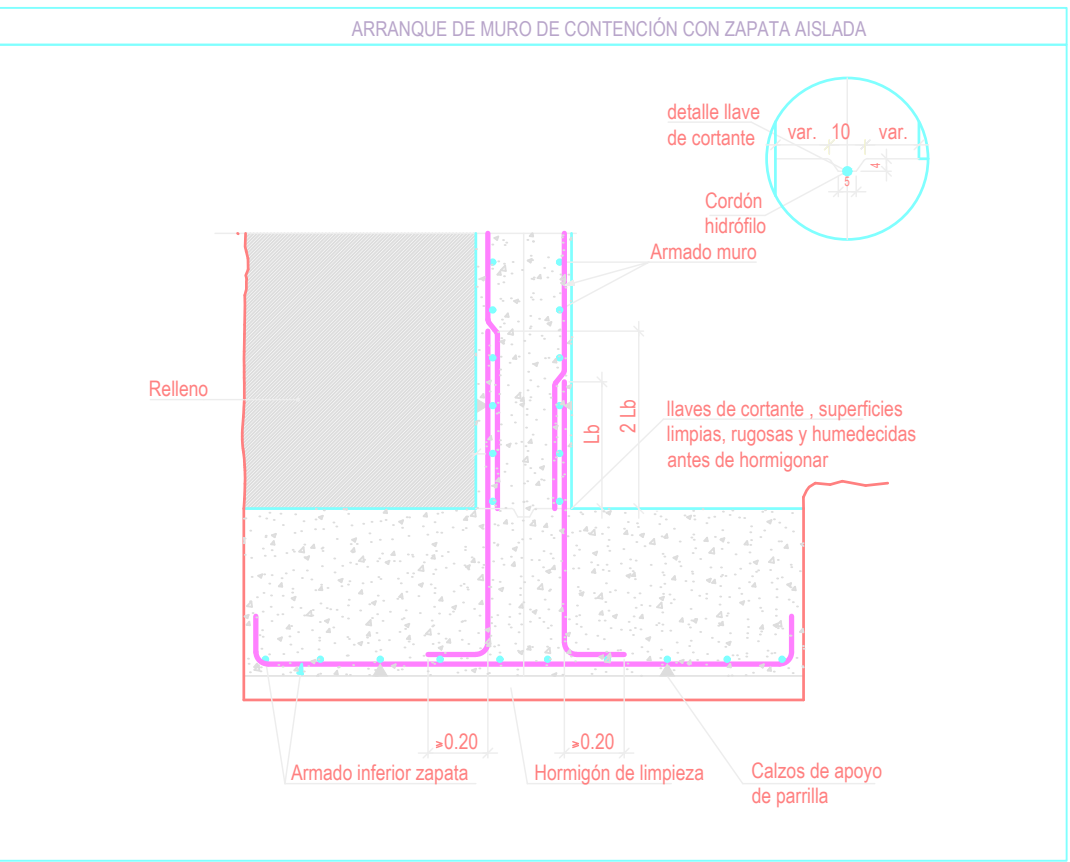 ARRANQUE DE MURO DE CONTENCIÓN CON ZAPATA AISLADA
detalle llave
de cortante
var. 10 var.
4
5
Cordón
hidrófilo
Armado muro
Relleno
Lb
2 Lb
llaves de cortante , superficies
limpias, rugosas y humedecidas
antes de hormigonar
≥0.20
≥0.20
Armado inferior zapata
Hormigón de limpieza
Calzos de apoyo
de parrilla